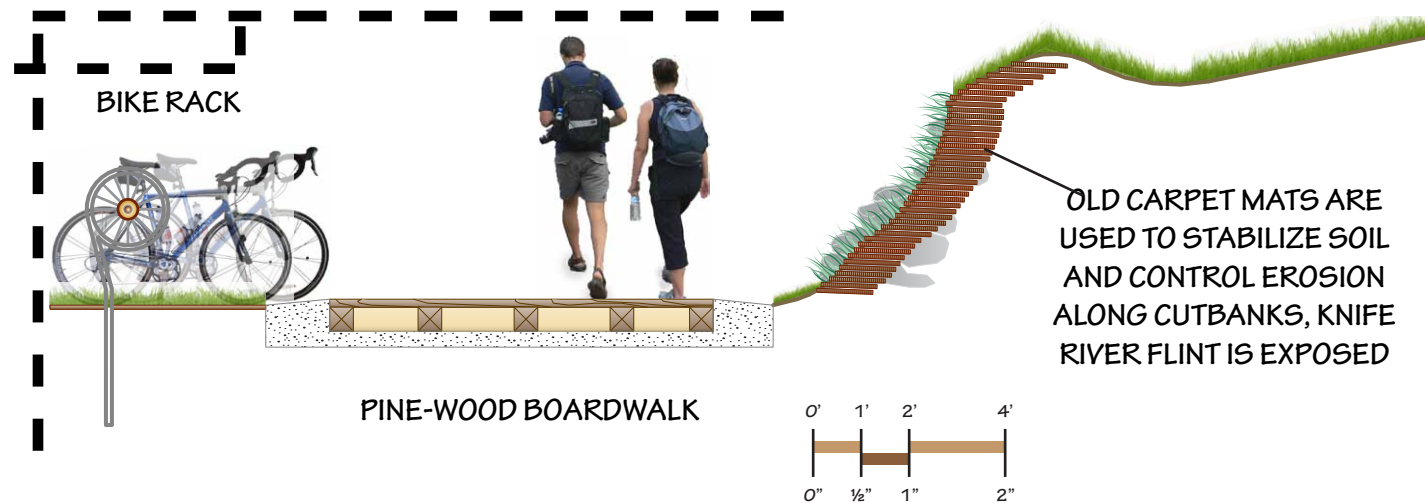 BIKE RACK
OLD CARPET MATS ARE
USED TO STABILIZE SOIL
AND CONTROL EROSION
ALONG CUTBANKS, KNIFE
RIVER FLINT IS EXPOSED
PINE-WOOD BOARDWALK
0' 1' 2' 4'
0" ½" 1" 2"